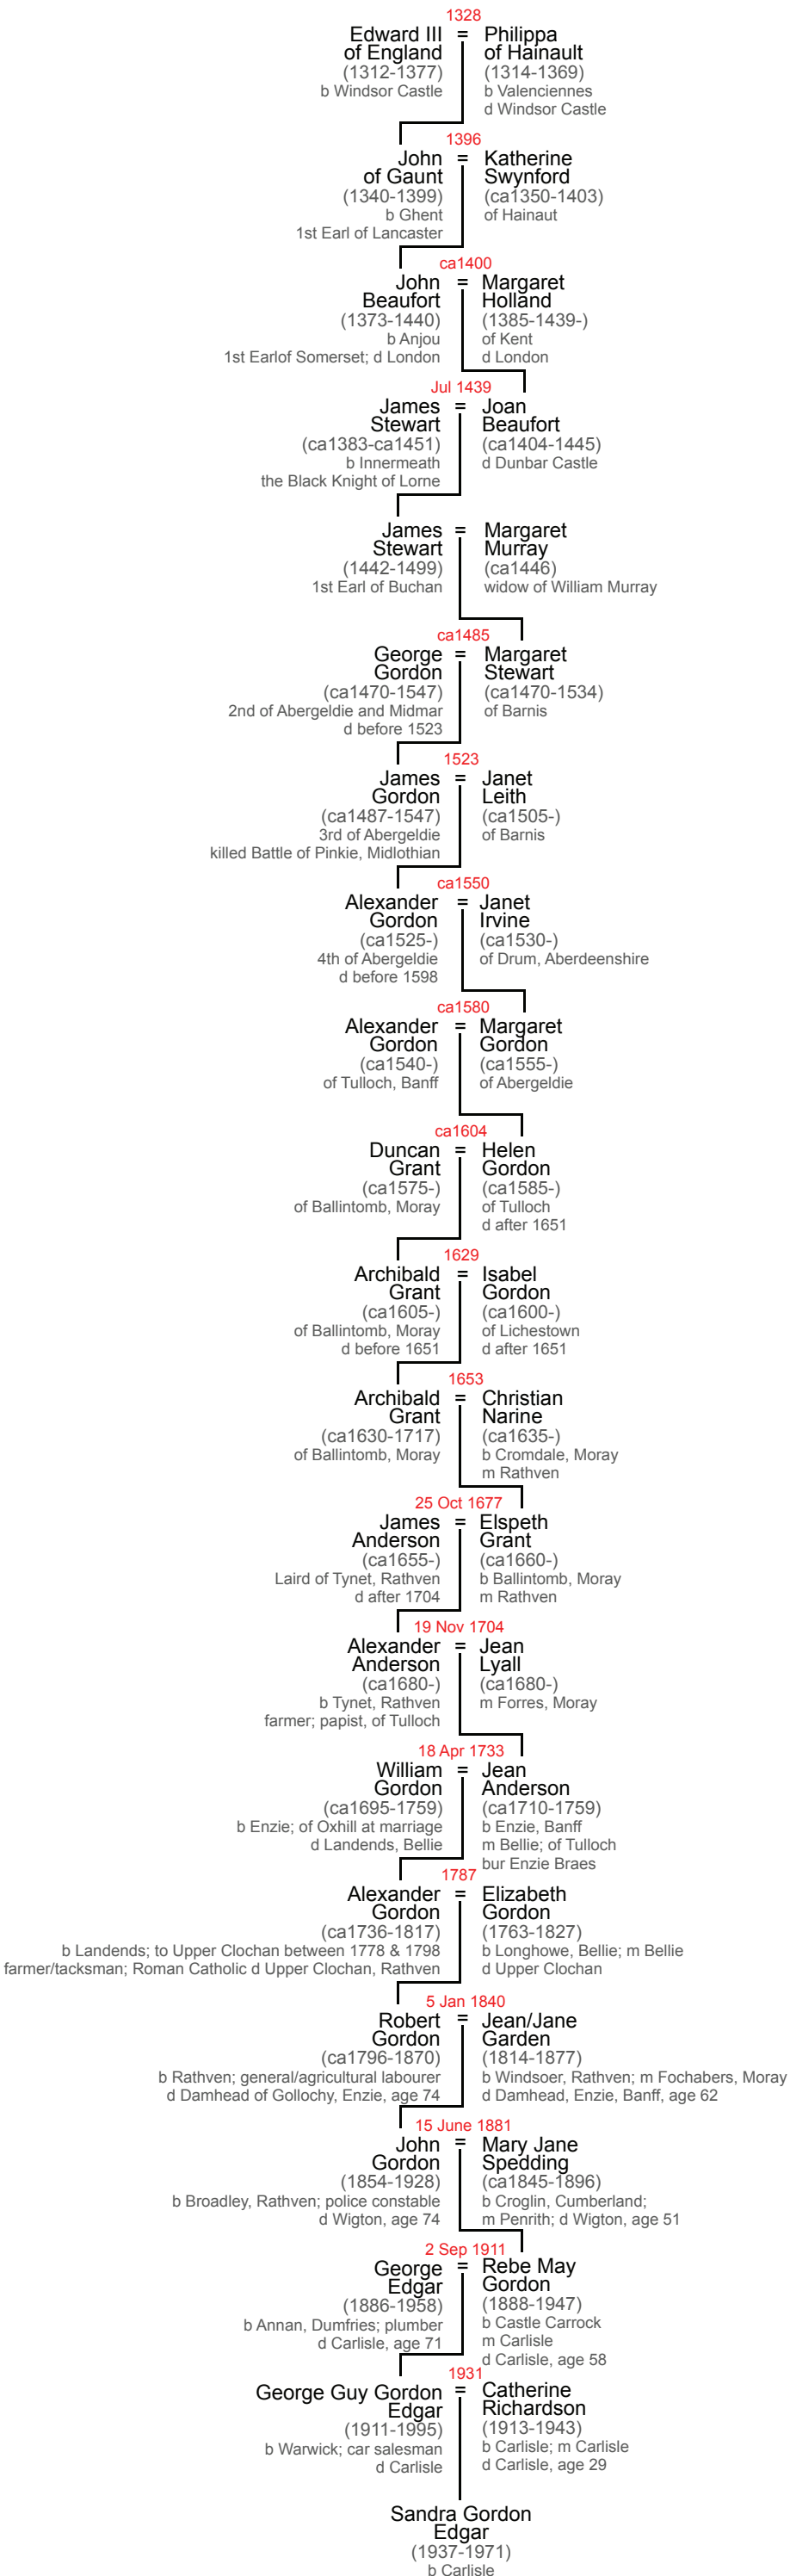 1328
Edward III = Philippa
of England of Hainault
(1312-1377) (1314-1369)
b Windsor Castle b Valenciennes
d Windsor Castle
1396
John = Katherine
of Gaunt Swynford
(1340-1399) (ca1350-1403)
b Ghent of Hainaut
1st Earl of Lancaster
ca1400
John = Margaret
Beaufort Holland
(1373-1440) (1385-1439-)
b Anjou of Kent
1st Earlof Somerset; d London d London
Jul 1439
James = Joan
Stewart Beaufort
(ca1383-ca1451) (ca1404-1445)
b Innermeath d Dunbar Castle
the Black Knight of Lorne
James = Margaret
Stewart Murray
(1442-1499) (ca1446)
1st Earl of Buchan widow of William Murray
ca1485
George = Margaret
Gordon Stewart
(ca1470-1547) (ca1470-1534)
2nd of Abergeldie and Midmar of Barnis
d before 1523
1523
James = Janet
Gordon Leith
(ca1487-1547) (ca1505-)
3rd of Abergeldie of Barnis
killed Battle of Pinkie, Midlothian
ca1550
Alexander = Janet
Gordon Irvine
(ca1525-) (ca1530-)
4th of Abergeldie of Drum, Aberdeenshire
d before 1598
ca1580
Alexander = Margaret
Gordon Gordon
(ca1540-) (ca1555-)
of Tulloch, Banff of Abergeldie
ca1604
Duncan = Helen
Grant Gordon
(ca1575-) (ca1585-)
of Ballintomb, Moray of Tulloch
d after 1651
1629
Archibald = Isabel
Grant Gordon
(ca1605-) (ca1600-)
of Ballintomb, Moray of Lichestown
d before 1651 d after 1651
1653
Archibald = Christian
Grant Narine
(ca1630-1717) (ca1635-)
of Ballintomb, Moray b Cromdale, Moray
m Rathven
25 Oct 1677
James = Elspeth
Anderson Grant
(ca1655-) (ca1660-)
Laird of Tynet, Rathven b Ballintomb, Moray
d after 1704 m Rathven
19 Nov 1704
Alexander = Jean
Anderson Lyall
(ca1680-) (ca1680-)
b Tynet, Rathven m Forres, Moray
farmer; papist, of Tulloch
18 Apr 1733
William = Jean
Gordon Anderson
(ca1695-1759) (ca1710-1759)
b Enzie; of Oxhill at marriage b Enzie, Banff
d Landends, Bellie m Bellie; of Tulloch
bur Enzie Braes
1787
Alexander = Elizabeth
Gordon Gordon
(ca1736-1817) (1763-1827)
b Landends; to Upper Clochan between 1778 & 1798 b Longhowe, Bellie; m Bellie
farmer/tacksman; Roman Catholic d Upper Clochan, Rathven d Upper Clochan
5 Jan 1840
Robert = Jean/Jane
Gordon Garden
(ca1796-1870) (1814-1877)
b Rathven; general/agricultural labourer b Windsoer, Rathven; m Fochabers, Moray
d Damhead of Gollochy, Enzie, age 74 d Damhead, Enzie, Banff, age 62
15 June 1881
John = Mary Jane
Gordon Spedding
(1854-1928) (ca1845-1896)
b Broadley, Rathven; police constable b Croglin, Cumberland;
d Wigton, age 74 m Penrith; d Wigton, age 51
2 Sep 1911
George = Rebe May
Edgar Gordon
(1886-1958) (1888-1947)
b Annan, Dumfries; plumber b Castle Carrock
d Carlisle, age 71 m Carlisle
d Carlisle, age 58
1931
George Guy Gordon = Catherine
Edgar Richardson
(1911-1995) (1913-1943)
b Warwick; car salesman b Carlisle; m Carlisle
d Carlisle d Carlisle, age 29
Sandra Gordon
Edgar
(1937-1971)
b Carlisle